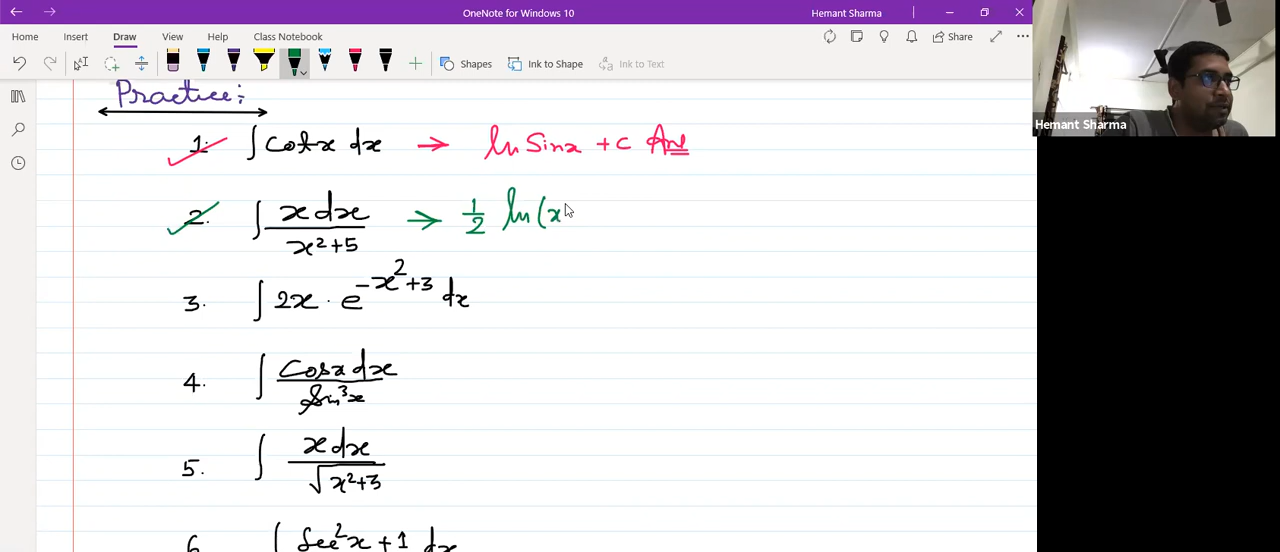 OneNote for Windows 10
Hemant Sharma
Home Insert Draw View Help Class Notebook Share
Shapes Ink to Shape Ink to Text
Hemant Sharma
Practice:
1. ∫ Cotx dx → ln Sinx + c Ans
2. ∫ x dx / x²+5 → 1/2 ln(x
3. ∫ 2x · e^(-x²+3) dx
4. ∫ Cosx dx / Sin³x
5. ∫ x dx / √x²+3
6 ∫ Sec²x + 1 dx